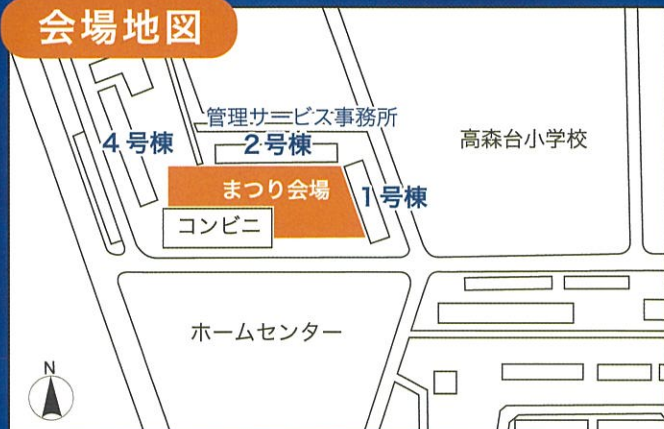 会場地図
管理サービス事務所
4号棟
2号棟
高森台小学校
まつり会場
1号棟
コンビニ
ホームセンター
N